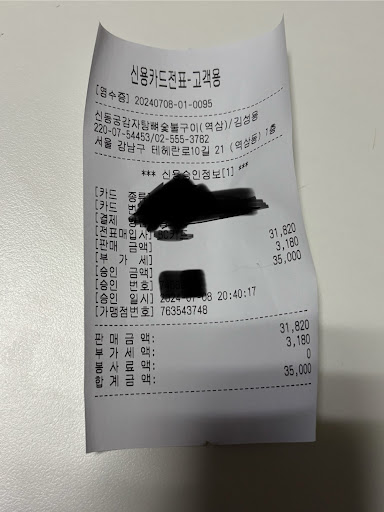 신용카드전표-고객용
[영수증] 20240708-01-0095
신동궁감자탕뼈숯불구이(역삼)/김성용
220-07-54453/02-555-3762
서울 강남구 테헤란로10길 21 (역삼동) 1층
*** 신용승인정보[1] ***
[카드 종류
[카드 번
[결제
[전표매입사]
[판매 금액] 31,820
[부 가 세] 3,180
[승인 금액] 35,000
[승인 번호]
[승인 일시] 2024-07-08 20:40:17
[가맹점번호] 763543748
판매금액: 31,820
부가세액: 3,180
봉사료액: 0
합계금액: 35,000